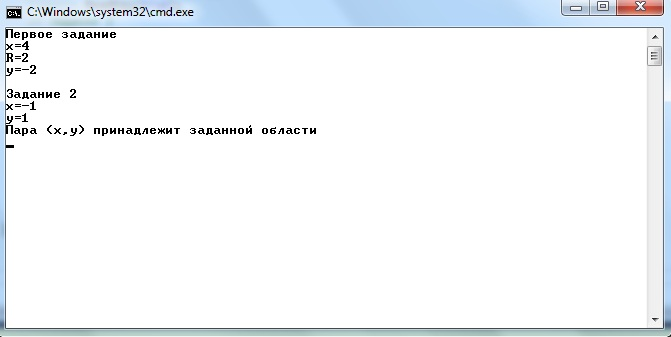 C:\Windows\system32\cmd.exe
Первое задание
x=4
R=2
y=-2
Задание 2
x=-1
y=1
Пара (x,y) принадлежит заданной области